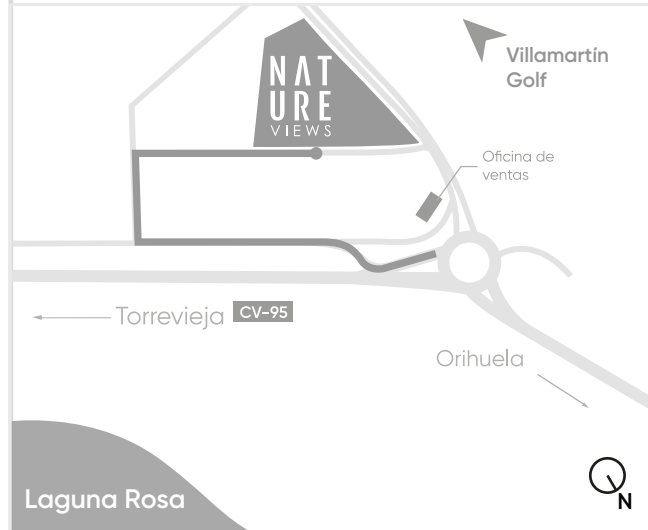 NAT
URE
VIEWS
Villamartín
Golf
Oficina de
ventas
Torrevieja CV-95
Orihuela
Laguna Rosa
N